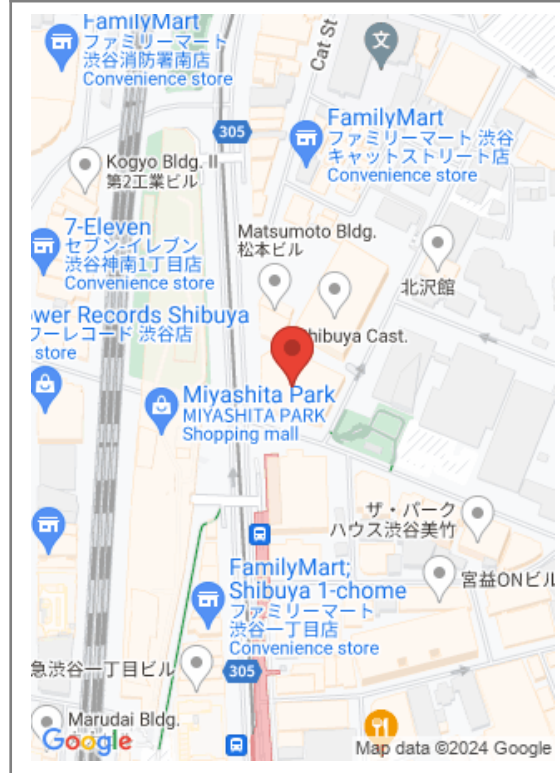 FamilyMart
ファミリーマート
渋谷消防署南店
Convenience store
Cat St
文
305
FamilyMart
ファミリーマート 渋谷
キャットストリート店
Convenience store
Kogyo Bldg. II
第2工業ビル
7-Eleven
セブン-イレブン
渋谷神南1丁目店
Convenience store
Matsumoto Bldg.
松本ビル
北沢館
ower Records Shibuya
ワーレコード 渋谷店
store
hibuya Cast.
Miyashita Park
MIYASHITA PARK
Shopping mall
ザ・パーク
ハウス渋谷美竹
FamilyMart;
Shibuya 1-chome
ファミリーマート
渋谷一丁目店
Convenience store
宮益ONビル
急渋谷一丁目ビル
305
Marudai Bldg.
Google
Map data ©2024 Google